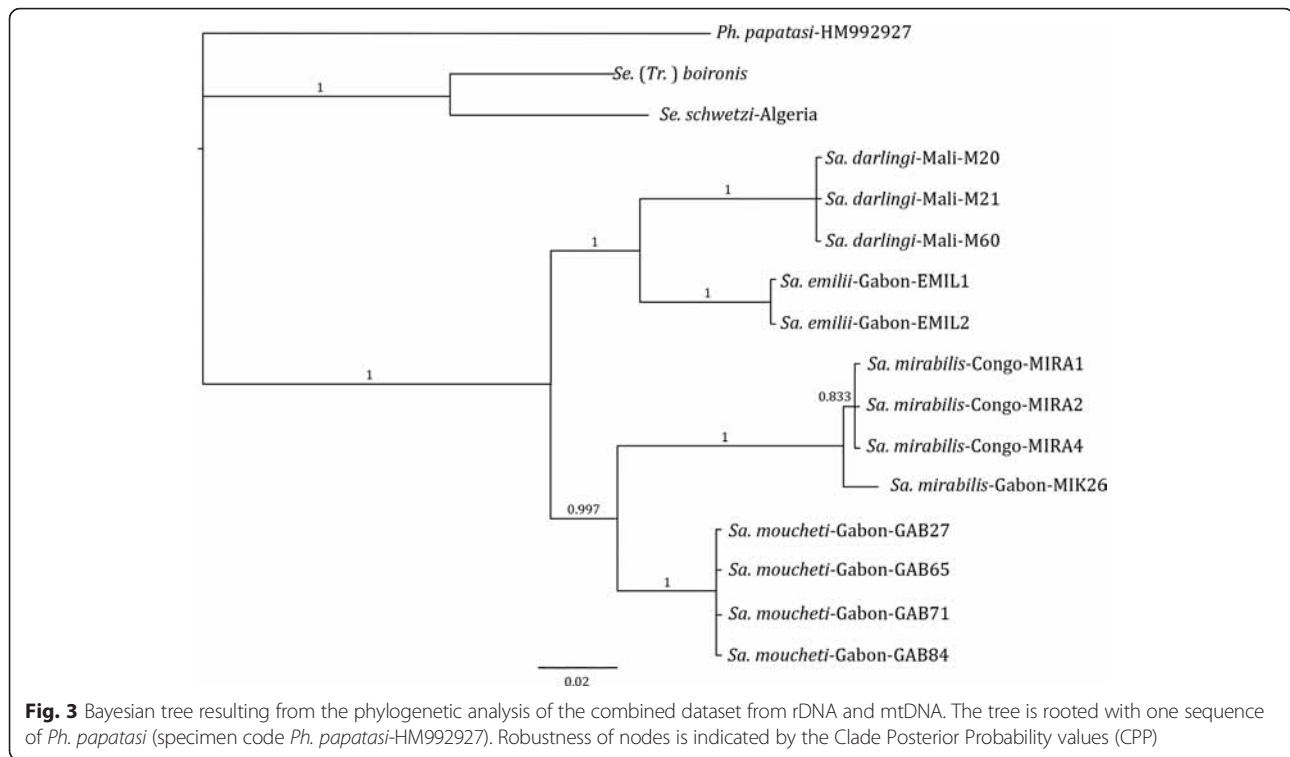 Ph. papatasi-HM992927
Se. (Tr.) boironis
1
Se. schwetzi-Algeria
Sa. darlingi-Mali-M20
1
Sa. darlingi-Mali-M21
Sa. darlingi-Mali-M60
1
Sa. emilii-Gabon-EMIL1
1
Sa. emilii-Gabon-EMIL2
Sa. mirabilis-Congo-MIRA1
1
0.833
Sa. mirabilis-Congo-MIRA2
1
Sa. mirabilis-Congo-MIRA4
Sa. mirabilis-Gabon-MIK26
0.997
Sa. moucheti-Gabon-GAB27
Sa. moucheti-Gabon-GAB65
1
Sa. moucheti-Gabon-GAB71
Sa. moucheti-Gabon-GAB84
0.02
Fig. 3 Bayesian tree resulting from the phylogenetic analysis of the combined dataset from rDNA and mtDNA. The tree is rooted with one sequence
of Ph. papatasi (specimen code Ph. papatasi-HM992927). Robustness of nodes is indicated by the Clade Posterior Probability values (CPP)